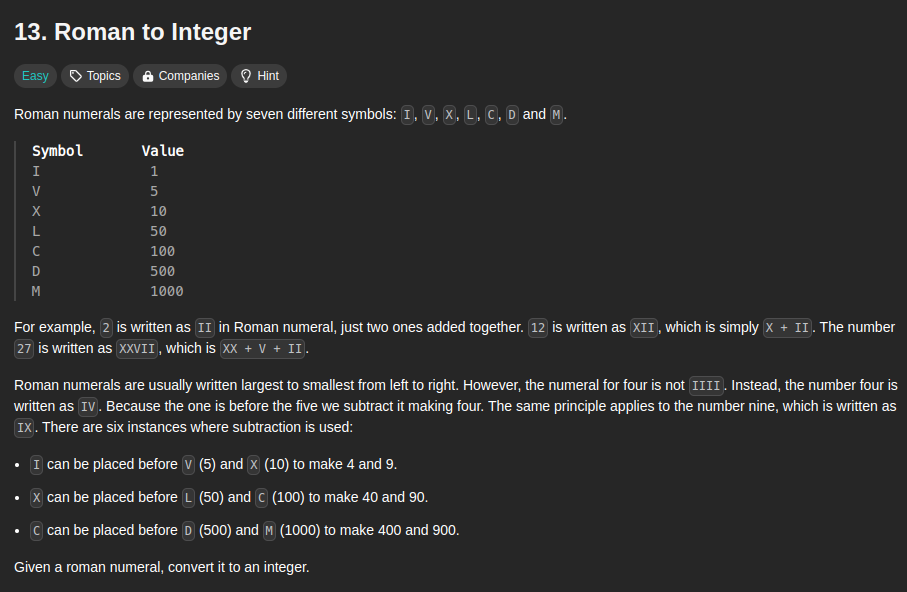 13. Roman to Integer
Easy Topics Companies Hint
Roman numerals are represented by seven different symbols: I, V, X, L, C, D and M.
Symbol Value
I 1
V 5
X 10
L 50
C 100
D 500
M 1000
For example, 2 is written as II in Roman numeral, just two ones added together. 12 is written as XII, which is simply X + II. The number
27 is written as XXVII, which is XX + V + II.
Roman numerals are usually written largest to smallest from left to right. However, the numeral for four is not IIII. Instead, the number four is
written as IV. Because the one is before the five we subtract it making four. The same principle applies to the number nine, which is written as
IX. There are six instances where subtraction is used:
• I can be placed before V (5) and X (10) to make 4 and 9.
• X can be placed before L (50) and C (100) to make 40 and 90.
• C can be placed before D (500) and M (1000) to make 400 and 900.
Given a roman numeral, convert it to an integer.